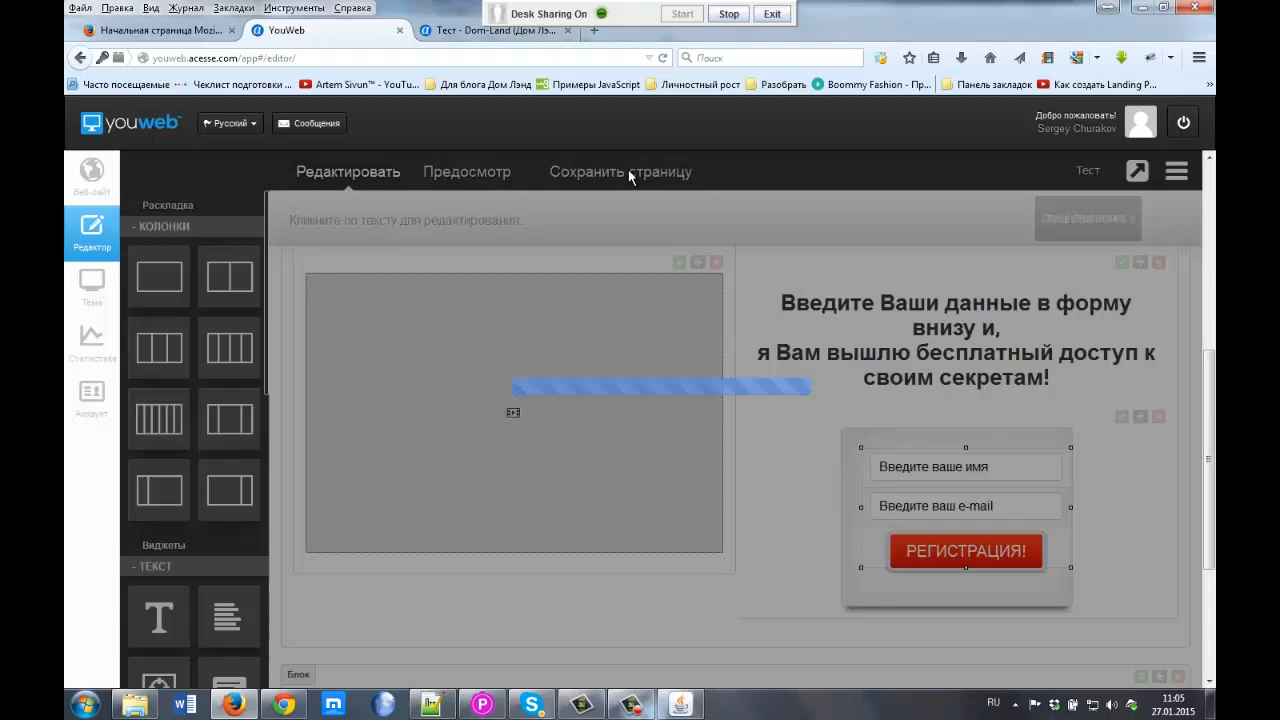 Файл Правка Вид Журнал Закладки Инструменты Справка
Desk Sharing On Start Stop Exit
Начальная страница Mozi...
YouWeb
Тест - Dom-Land (Дом Лэ...
youweb.acesse.com/app#/editor/
Поиск
Часто посещаемые
Чеклист подготовки ...
Artem Sivun™ - YouTu...
Для блога Дом Лэнд
Примеры JavaScript
Личностный рост
Разобрать
Boommy Fashion - Пр...
Панель закладок
Как создать Landing P...
youweb
Русский
Сообщения
Добро пожаловать!
Sergey Churakov
Веб-сайт
Редактор
Тема
Статистика
Аккаунт
Редактировать
Предосмотр
Сохранить страницу
Тест
Раскладка
- КОЛОНКИ
Виджеты
- ТЕКСТ
Кликните по тексту для редактирования.
Введите Ваши данные в форму
внизу и,
я Вам вышлю бесплатный доступ к
своим секретам!
Введите ваше имя
Введите ваш e-mail
РЕГИСТРАЦИЯ!
Блок
RU
11:05
27.01.2015